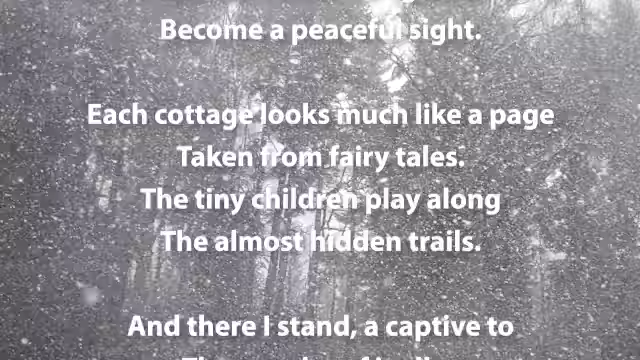 Become a peaceful sight.
Each cottage looks much like a page
Taken from fairy tales.
The tiny children play along
The almost hidden trails.
And there I stand, a captive to